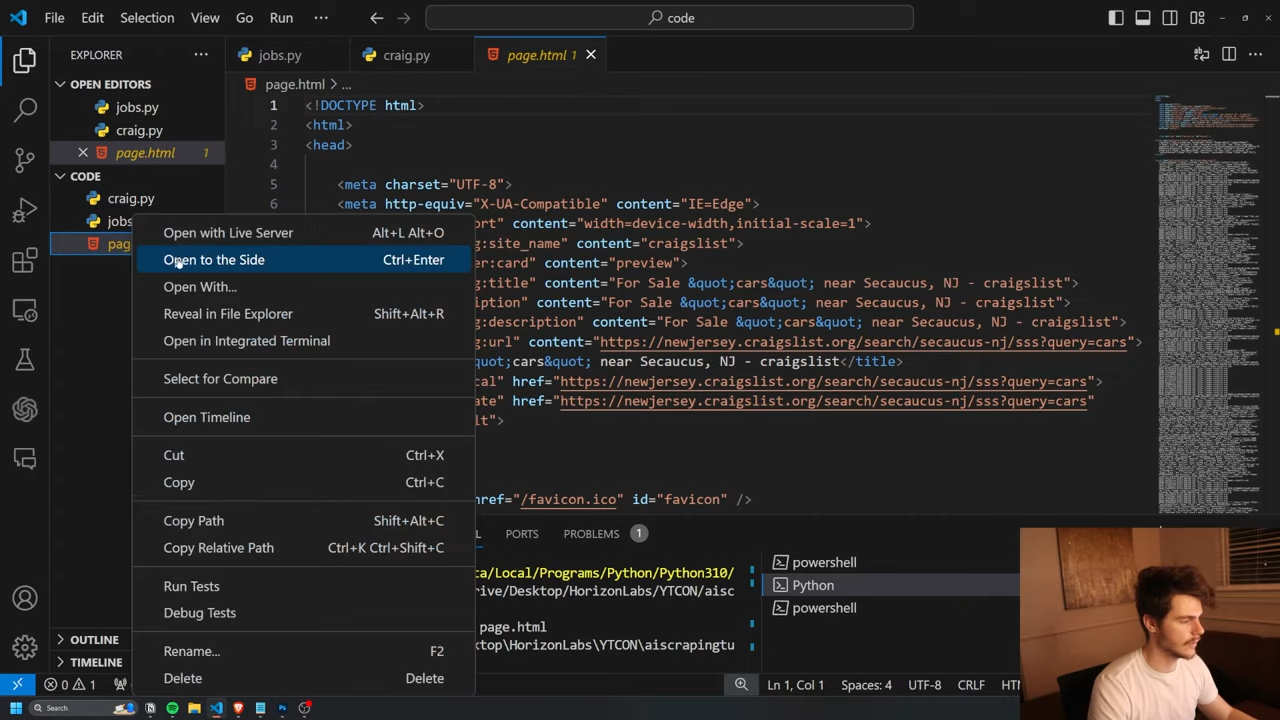 File Edit Selection View Go Run ··· code
EXPLORER ···
OPEN EDITORS
jobs.py
craig.py
page.html 1
CODE
craig.py
jobs
pag
OUTLINE
TIMELINE
jobs.py craig.py page.html 1
page.html > ...
1 <!DOCTYPE html>
2 <html>
3 <head>
4
5 <meta charset="UTF-8">
6 <meta http-equiv="X-UA-Compatible" content="IE=Edge">
ort" content="width=device-width,initial-scale=1">
g:site_name" content="craigslist">
er:card" content="preview">
g:title" content="For Sale &quot;cars&quot; near Secaucus, NJ - craigslist">
iption" content="For Sale &quot;cars&quot; near Secaucus, NJ - craigslist">
g:description" content="For Sale &quot;cars&quot; near Secaucus, NJ - craigslist">
g:url" content="https://newjersey.craigslist.org/search/secaucus-nj/sss?query=cars">
quot;cars&quot; near Secaucus, NJ - craigslist</title>
cal" href="https://newjersey.craigslist.org/search/secaucus-nj/sss?query=cars">
ate" href="https://newjersey.craigslist.org/search/secaucus-nj/sss?query=cars"
lt">
href="/favicon.ico" id="favicon" />
Open with Live Server Alt+L Alt+O
Open to the Side Ctrl+Enter
Open With...
Reveal in File Explorer Shift+Alt+R
Open in Integrated Terminal
Select for Compare
Open Timeline
Cut Ctrl+X
Copy Ctrl+C
Copy Path Shift+Alt+C
Copy Relative Path Ctrl+K Ctrl+Shift+C
Run Tests
Debug Tests
Rename... F2
Delete Delete
L PORTS PROBLEMS 1
ta/Local/Programs/Python/Python310/
rive/Desktop/HorizonLabs/YTCON/aisc
page.html
Desktop\HorizonLabs\YTCON\aiscrapingtu
powershell
Python
powershell
0 1 Ln 1, Col 1 Spaces: 4 UTF-8 CRLF HT
Search